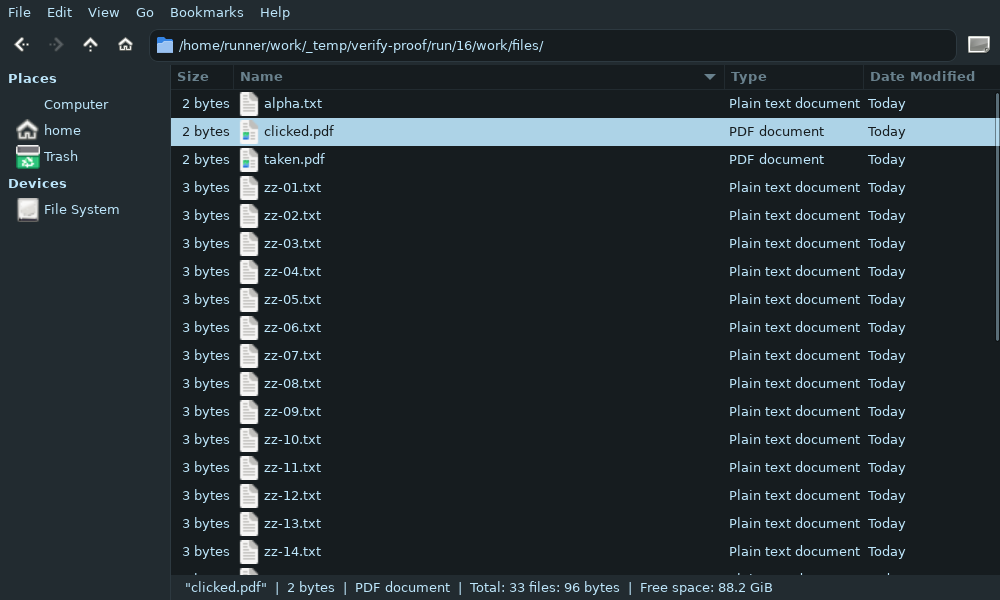 File Edit View Go Bookmarks Help
/home/runner/work/_temp/verify-proof/run/16/work/files/
Places
Computer
home
Trash
Devices
File System
Size Name Type Date Modified
2 bytes alpha.txt Plain text document Today
2 bytes clicked.pdf PDF document Today
2 bytes taken.pdf PDF document Today
3 bytes zz-01.txt Plain text document Today
3 bytes zz-02.txt Plain text document Today
3 bytes zz-03.txt Plain text document Today
3 bytes zz-04.txt Plain text document Today
3 bytes zz-05.txt Plain text document Today
3 bytes zz-06.txt Plain text document Today
3 bytes zz-07.txt Plain text document Today
3 bytes zz-08.txt Plain text document Today
3 bytes zz-09.txt Plain text document Today
3 bytes zz-10.txt Plain text document Today
3 bytes zz-11.txt Plain text document Today
3 bytes zz-12.txt Plain text document Today
3 bytes zz-13.txt Plain text document Today
3 bytes zz-14.txt Plain text document Today
"clicked.pdf" | 2 bytes | PDF document | Total: 33 files: 96 bytes | Free space: 88.2 GiB